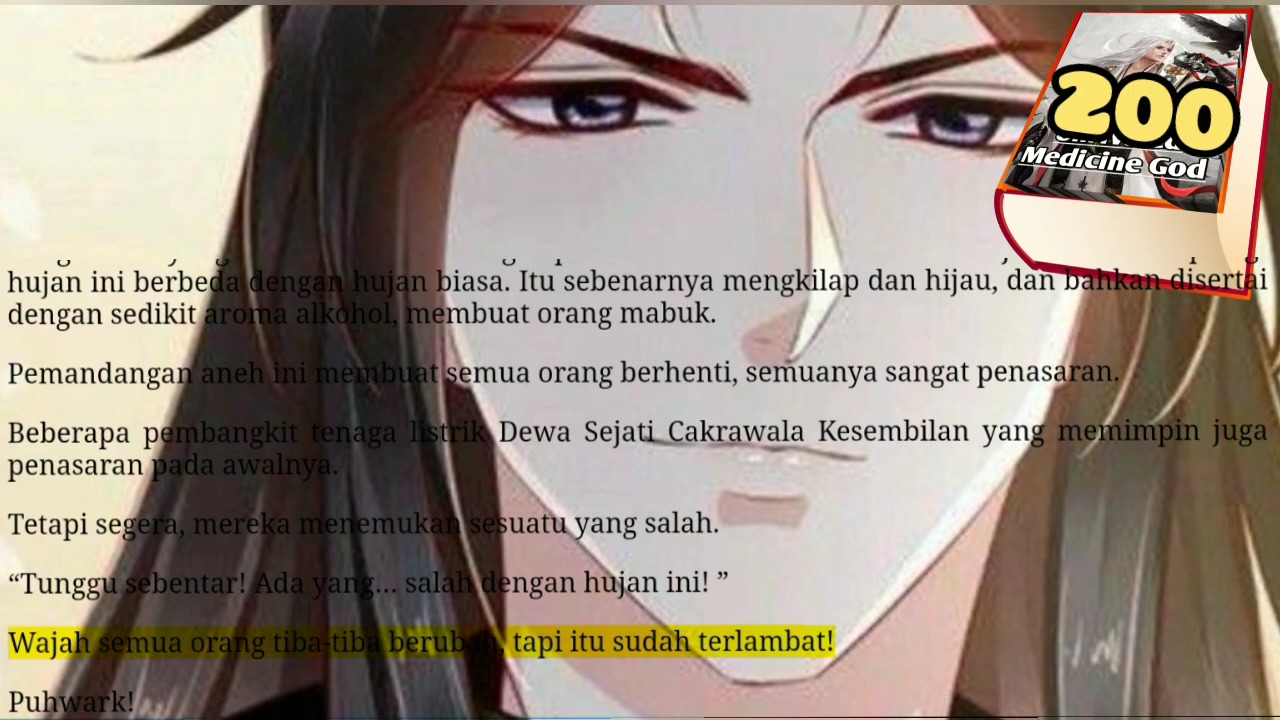 200
Medicine God
hujan ini berbeda dengan hujan biasa. Itu sebenarnya mengkilap dan hijau, dan bahkan disertai
dengan sedikit aroma alkohol, membuat orang mabuk.
Pemandangan aneh ini membuat semua orang berhenti, semuanya sangat penasaran.
Beberapa pembangkit tenaga listrik Dewa Sejati Cakrawala Kesembilan yang memimpin juga
penasaran pada awalnya.
Tetapi segera, mereka menemukan sesuatu yang salah.
“Tunggu sebentar! Ada yang... salah dengan hujan ini! ”
Wajah semua orang tiba-tiba berubah, tapi itu sudah terlambat!
Puhwark!